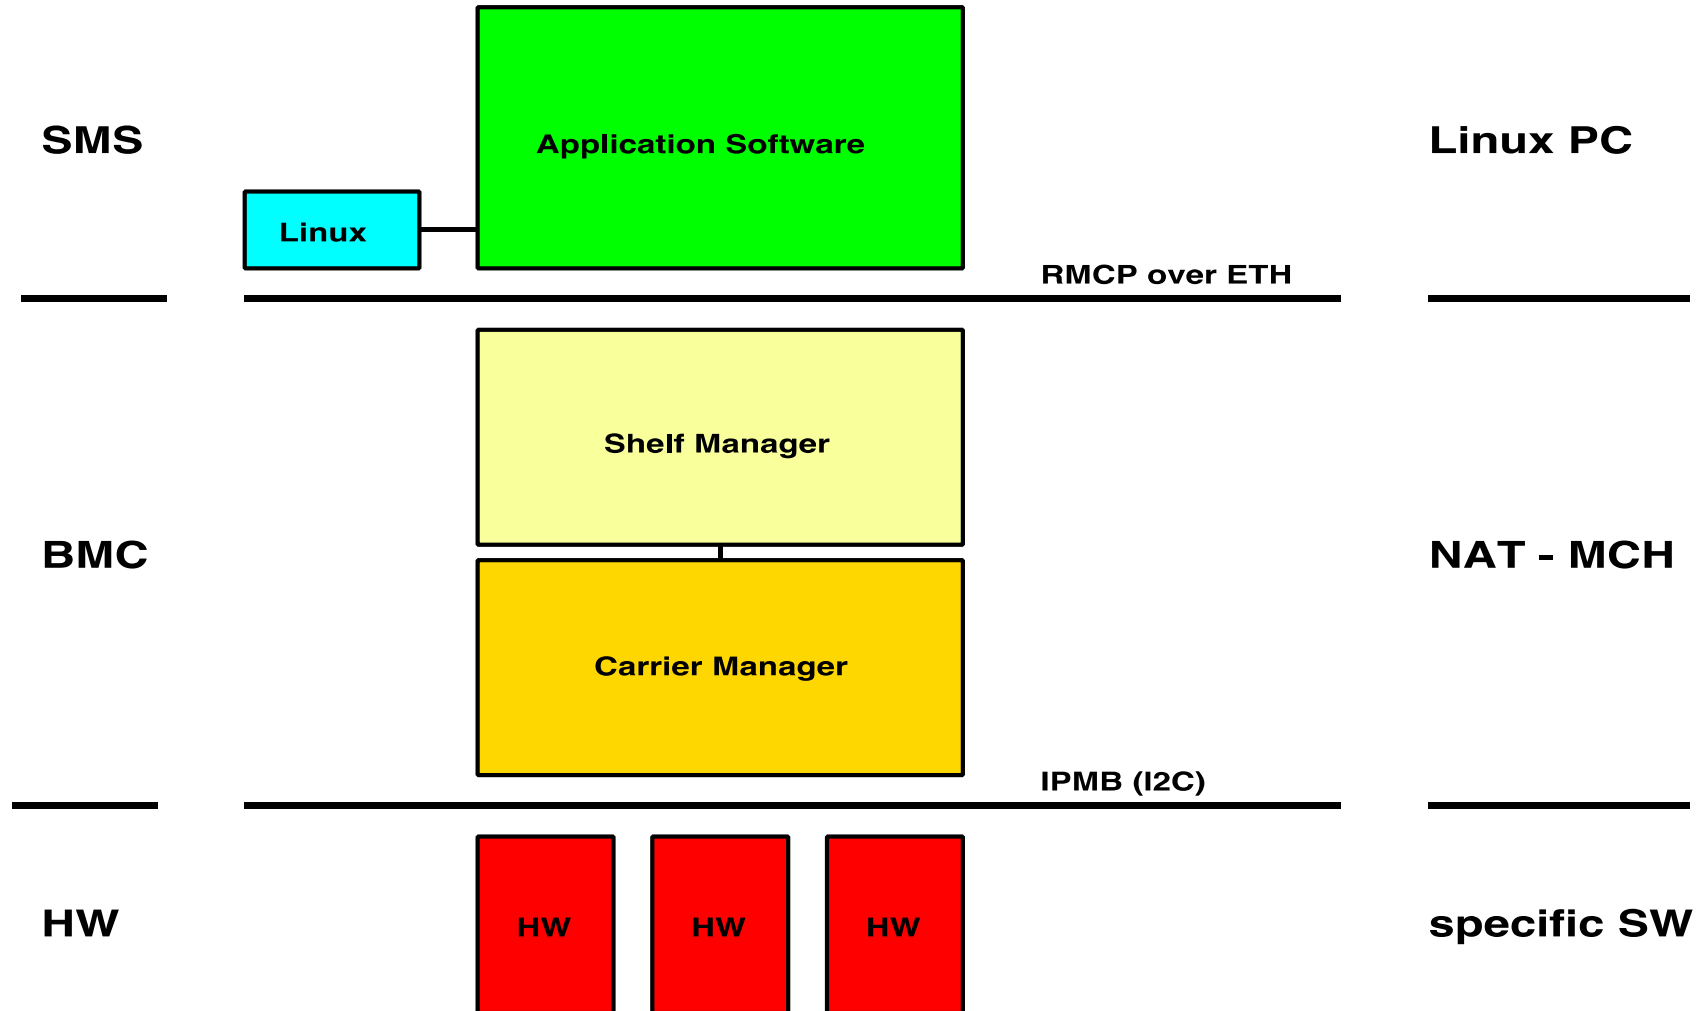 SMS
Application Software
Linux PC
Linux
RMCP over ETH
Shelf Manager
BMC
NAT - MCH
Carrier Manager
IPMB (I2C)
HW
HW
HW
HW
specific SW